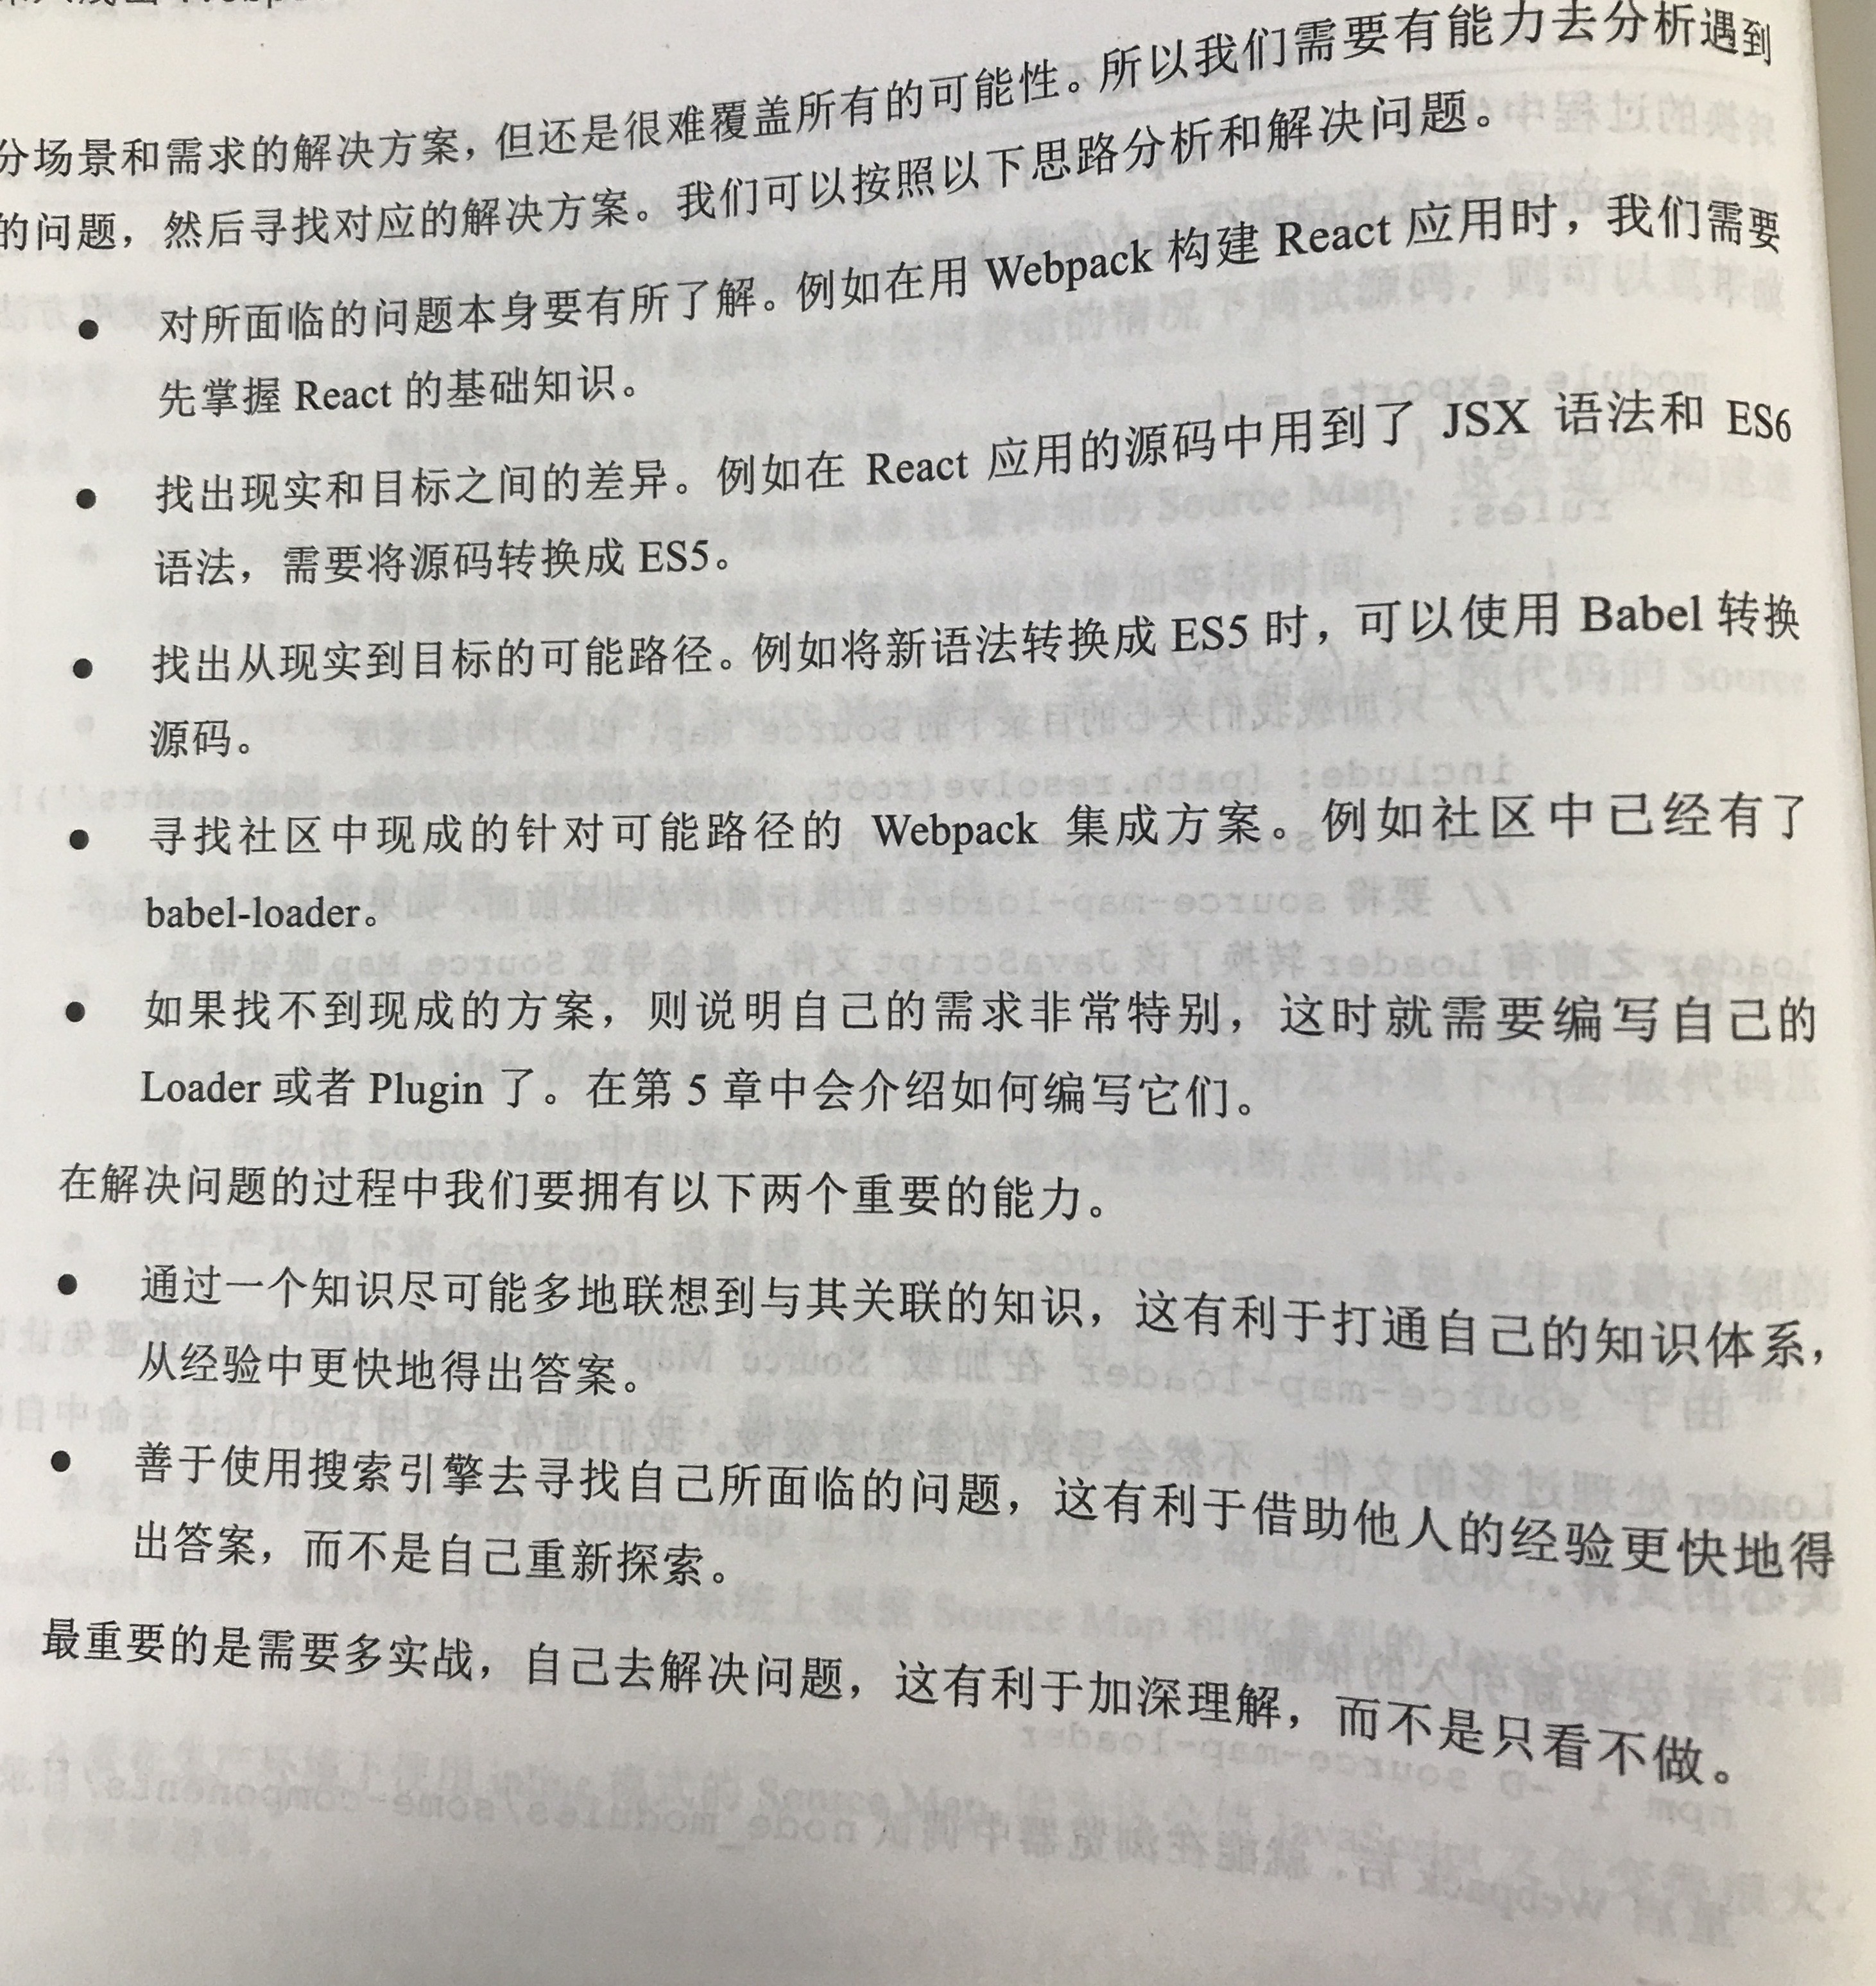 分场景和需求的解决方案，但还是很难覆盖所有的可能性。所以我们需要有能力去分析遇到
的问题，然后寻找对应的解决方案。我们可以按照以下思路分析和解决问题。
● 对所面临的问题本身要有所了解。例如在用 Webpack 构建 React 应用时，我们需要
先掌握 React 的基础知识。
● 找出现实和目标之间的差异。例如在 React 应用的源码中用到了 JSX 语法和 ES6
语法，需要将源码转换成 ES5。
● 找出从现实到目标的可能路径。例如将新语法转换成 ES5 时，可以使用 Babel 转换
源码。
● 寻找社区中现成的针对可能路径的 Webpack 集成方案。例如社区中已经有了
babel-loader。
● 如果找不到现成的方案，则说明自己的需求非常特别，这时就需要编写自己的
Loader 或者 Plugin 了。在第 5 章中会介绍如何编写它们。
在解决问题的过程中我们要拥有以下两个重要的能力。
● 通过一个知识尽可能多地联想到与其关联的知识，这有利于打通自己的知识体系，
从经验中更快地得出答案。
● 善于使用搜索引擎去寻找自己所面临的问题，这有利于借助他人的经验更快地得
出答案，而不是自己重新探索。
最重要的是需要多实战，自己去解决问题，这有利于加深理解，而不是只看不做。